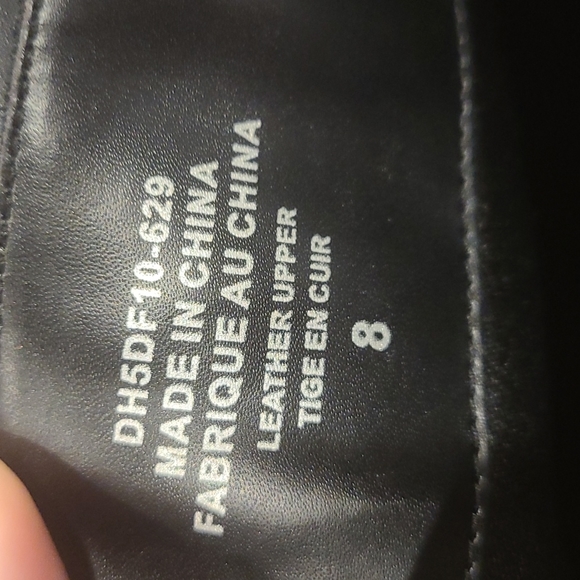 DH5DF10-629
MADE IN CHINA
FABRIQUE AU CHINA
LEATHER UPPER
TIGE EN CUIR
8